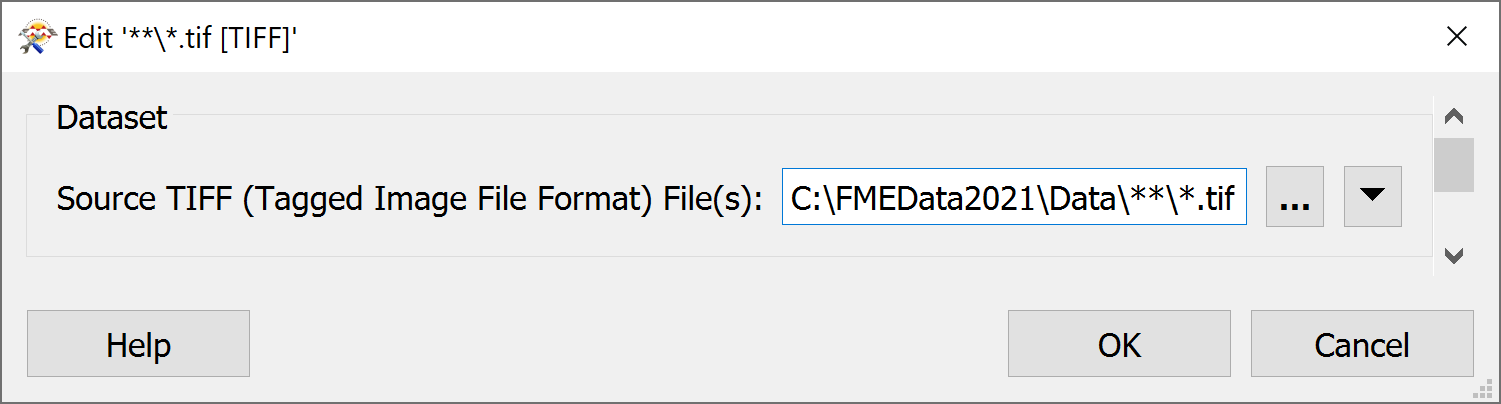 Edit '**\*.tif [TIFF]'
Dataset
Source TIFF (Tagged Image File Format) File(s): C:\FMEData2021\Data\**\*.tif ...
Help OK Cancel